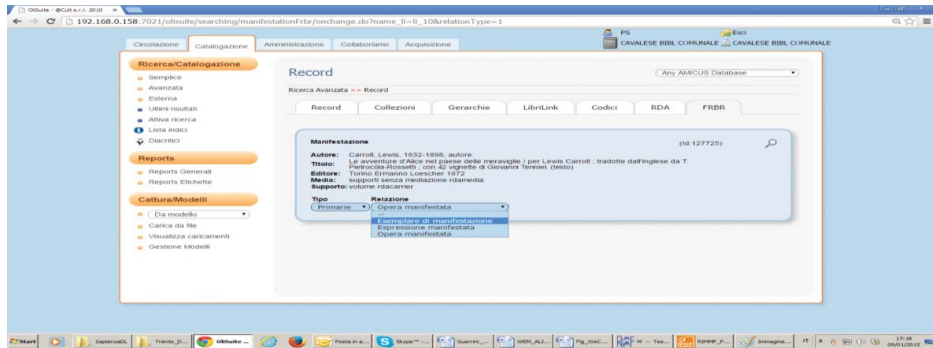 OliSuite - @Cult s.r.l. 2010
192.168.0.158:7021/olisuite/searching/manifestationFrbr/onchange.do?name_li=li_10&relationType=1
PS
Esci
CAVALESE BIBL COMUNALE
CAVALESE BIBL COMUNALE
Circolazione
Catalogazione
Amministrazione
Collaboriamo
Acquisizione
Ricerca/Catalogazione
Semplice
Avanzata
Esterna
Ultimi risultati
Attiva ricerca
Lista indici
Diacritici
Reports
Reports Generali
Reports Etichette
Cattura/Modelli
Da modello
Carica da file
Visualizza caricamenti
Gestione Modelli
Record
Any AMICUS Database
Ricerca Avanzata >> Record
Record
Collezioni
Gerarchie
LibriLink
Codici
RDA
FRBR
Manifestazione
(Id 127725)
Autore: Carroll, Lewis, 1832-1898, autore.
Titolo: Le avventure d'Alice nel paese delle meraviglie / per Lewis Carroll ; tradotte dall'inglese da T.
Pietrocòla-Rossetti ; con 42 vignette di Giovanni Tenniel. (testo)
Editore: Torino Ermanno Loescher 1872
Media: supporti senza mediazione rdamedia
Supporto: volume rdacarrier
Tipo
Relazione
Primarie
Opera manifestata
--
Esemplare di manifestazione
Espressione manifestata
Opera manifestata
Start
SapienzaDL
Trento_D...
OliSuite ...
Posta in a...
Skype™ -...
Guerrini_...
WEM_ALI...
Fig_VieC...
Immagine...
IT
17:18
05/01/2015